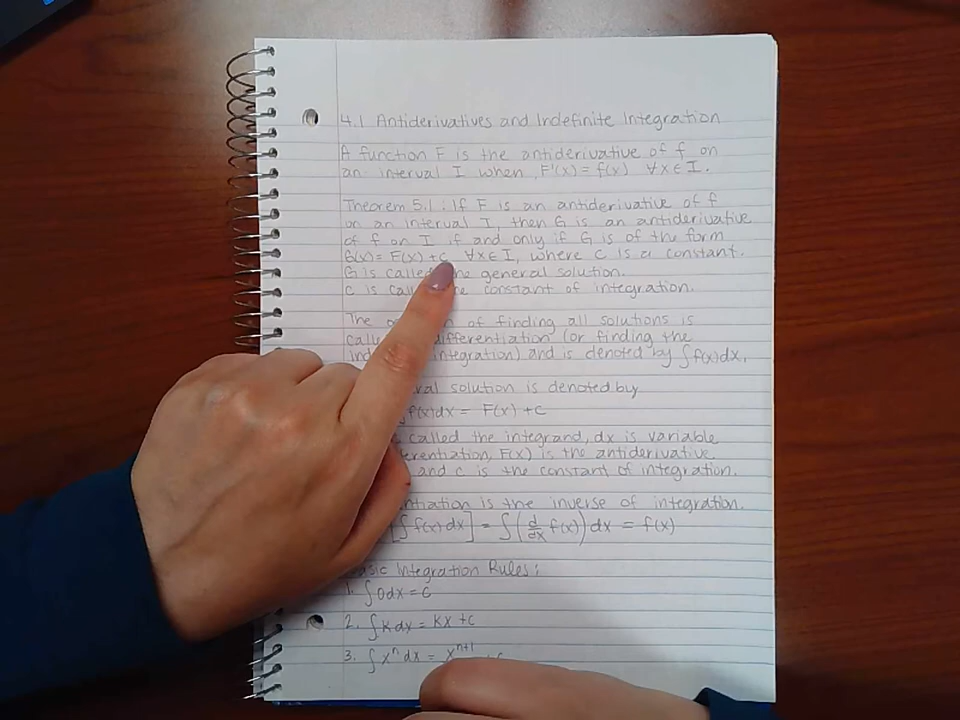 4.1 Antiderivatives and Indefinite Integration
A function F is the antiderivative of f on
an interval I when F'(x) = f(x) ∀x∈I.
Theorem 5.1: If F is an antiderivative of f
on an interval I, then G is an antiderivative
of f on I if and only if G is of the form
G(x) = F(x) + C, ∀x∈I, where C is a constant.
G is called the general solution.
C is called the constant of integration.
The of finding all solutions is
differentiation (or finding the
integration) and is denoted by ∫f(x)dx.
solution is denoted by
∫f(x)dx = F(x) + C
called the integrand, dx is variable
F(x) is the antiderivative
and C is the constant of integration.
is the inverse of integration.
[∫f(x)dx] = ∫(d/dx f(x))dx = f(x)
Basic Integration Rules:
1. ∫0dx = C
2. ∫Kdx = Kx + C
3. ∫xⁿdx = xⁿ⁺¹